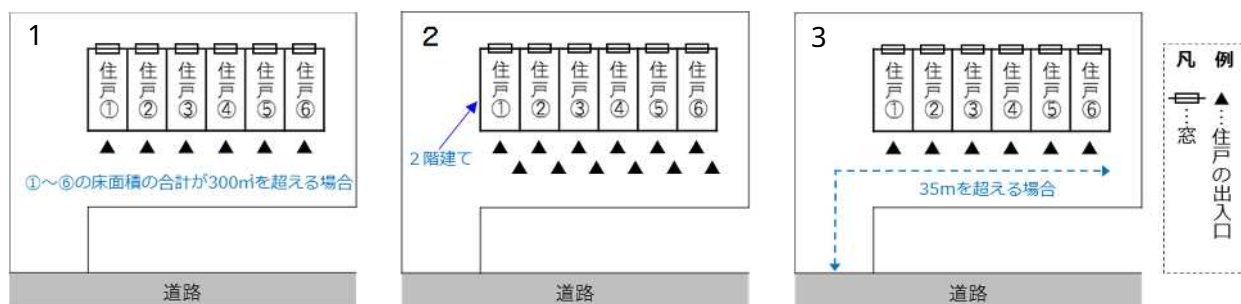 1
住戸① 住戸② 住戸③ 住戸④ 住戸⑤ 住戸⑥
①～⑥の床面積の合計が300㎡を超える場合
道路
2
住戸① 住戸② 住戸③ 住戸④ 住戸⑤ 住戸⑥
２階建て
道路
3
住戸① 住戸② 住戸③ 住戸④ 住戸⑤ 住戸⑥
35mを超える場合
道路
凡 例
▲…住戸の出入口
…窓